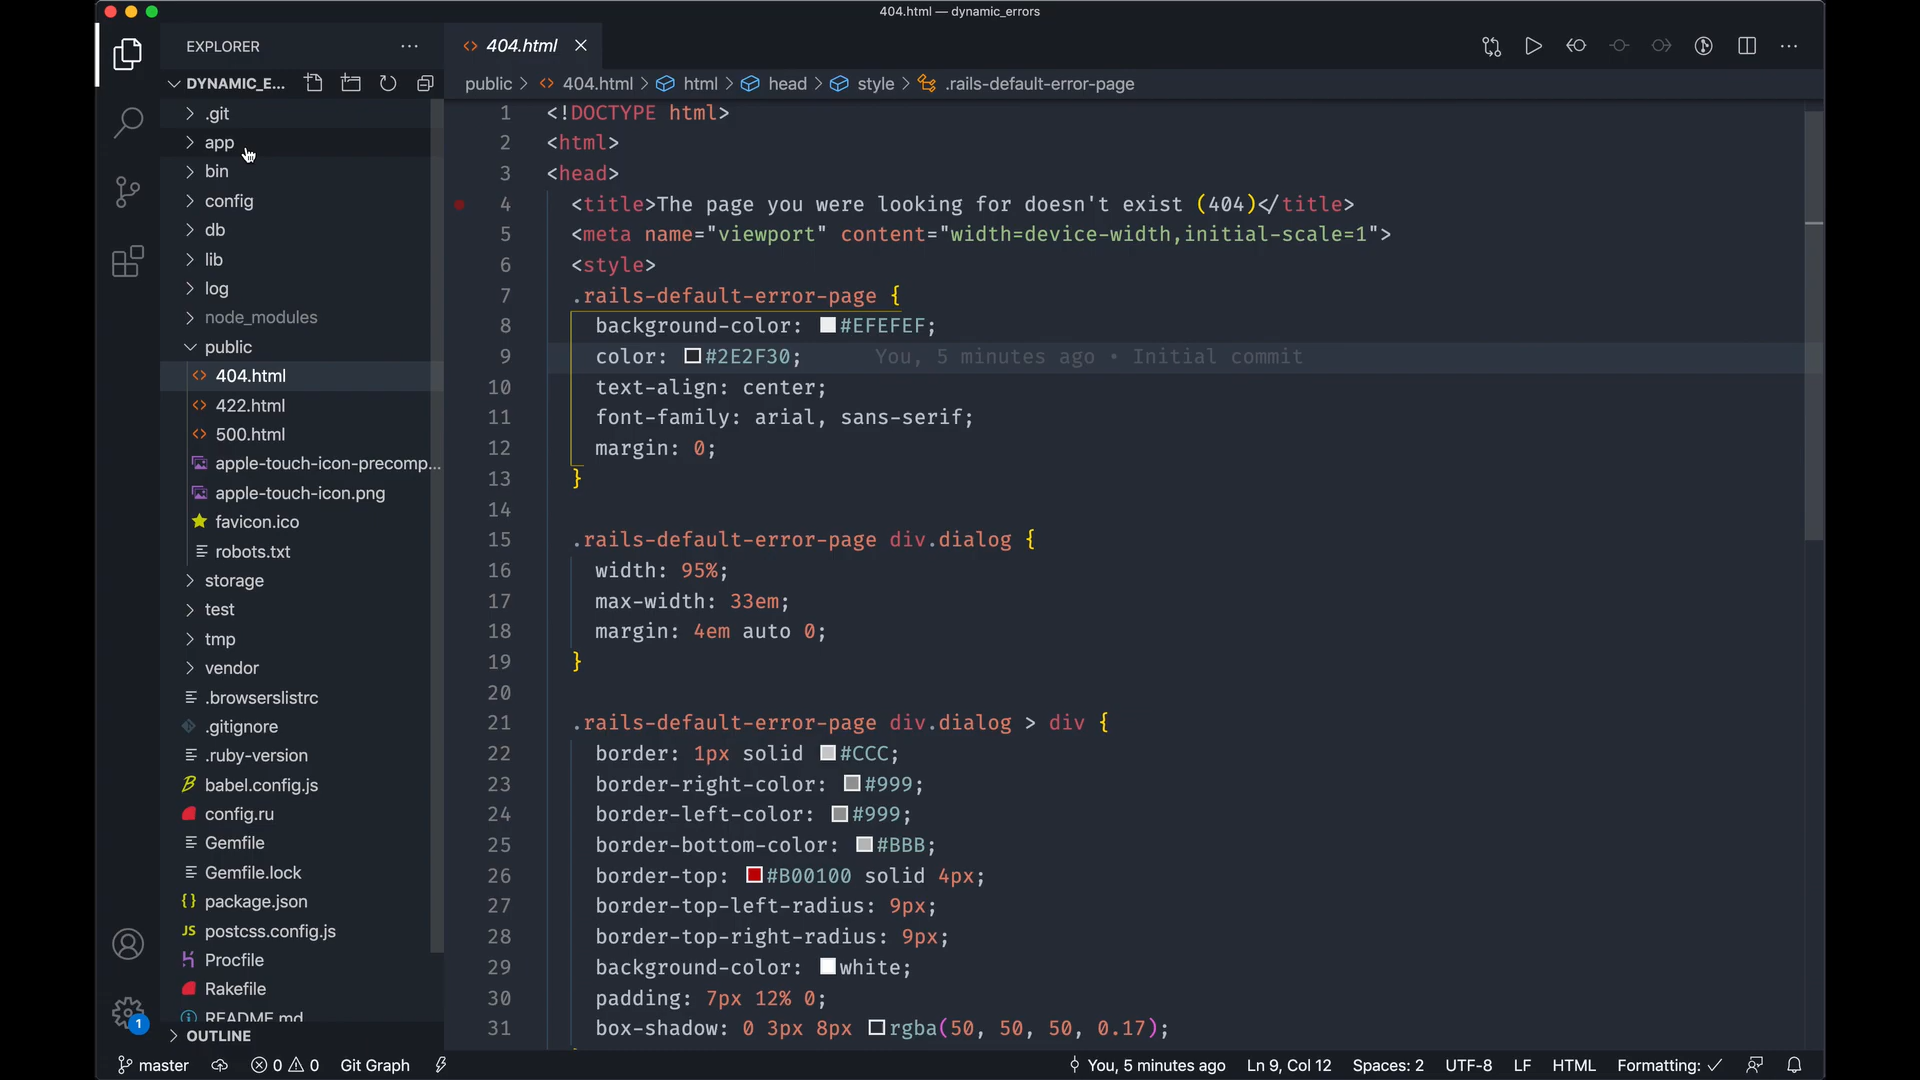 404.html — dynamic_errors
EXPLORER
404.html
DYNAMIC_E...
public > 404.html > html > head > style > .rails-default-error-page
.git
app
bin
config
db
lib
log
node_modules
public
404.html
422.html
500.html
apple-touch-icon-precomp...
apple-touch-icon.png
favicon.ico
robots.txt
storage
test
tmp
vendor
.browserslistrc
.gitignore
.ruby-version
babel.config.js
config.ru
Gemfile
Gemfile.lock
package.json
JS postcss.config.js
Procfile
Rakefile
README.md
OUTLINE
1
1 <!DOCTYPE html>
2 <html>
3 <head>
4 <title>The page you were looking for doesn't exist (404)</title>
5 <meta name="viewport" content="width=device-width,initial-scale=1">
6 <style>
7 .rails-default-error-page {
8 background-color: #EFEFEF;
9 color: #2E2F30; You, 5 minutes ago • Initial commit
10 text-align: center;
11 font-family: arial, sans-serif;
12 margin: 0;
13 }
14
15 .rails-default-error-page div.dialog {
16 width: 95%;
17 max-width: 33em;
18 margin: 4em auto 0;
19 }
20
21 .rails-default-error-page div.dialog > div {
22 border: 1px solid #CCC;
23 border-right-color: #999;
24 border-left-color: #999;
25 border-bottom-color: #BBB;
26 border-top: #B00100 solid 4px;
27 border-top-left-radius: 9px;
28 border-top-right-radius: 9px;
29 background-color: white;
30 padding: 7px 12% 0;
31 box-shadow: 0 3px 8px rgba(50, 50, 50, 0.17);
master 0 0 Git Graph You, 5 minutes ago Ln 9, Col 12 Spaces: 2 UTF-8 LF HTML Formatting: ✓